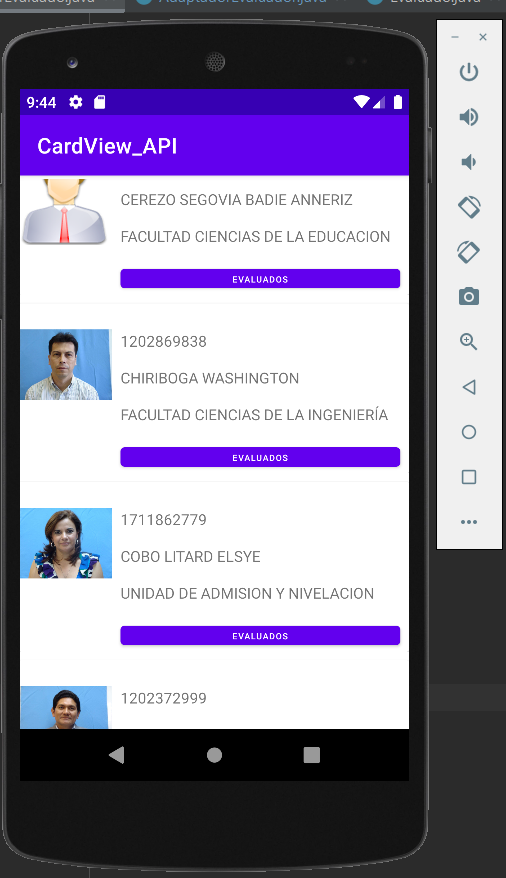 9:44
CardView_API
CEREZO SEGOVIA BADIE ANNERIZ
FACULTAD CIENCIAS DE LA EDUCACION
EVALUADOS
1202869838
CHIRIBOGA WASHINGTON
FACULTAD CIENCIAS DE LA INGENIERÍA
EVALUADOS
1711862779
COBO LITARD ELSYE
UNIDAD DE ADMISION Y NIVELACION
EVALUADOS
1202372999